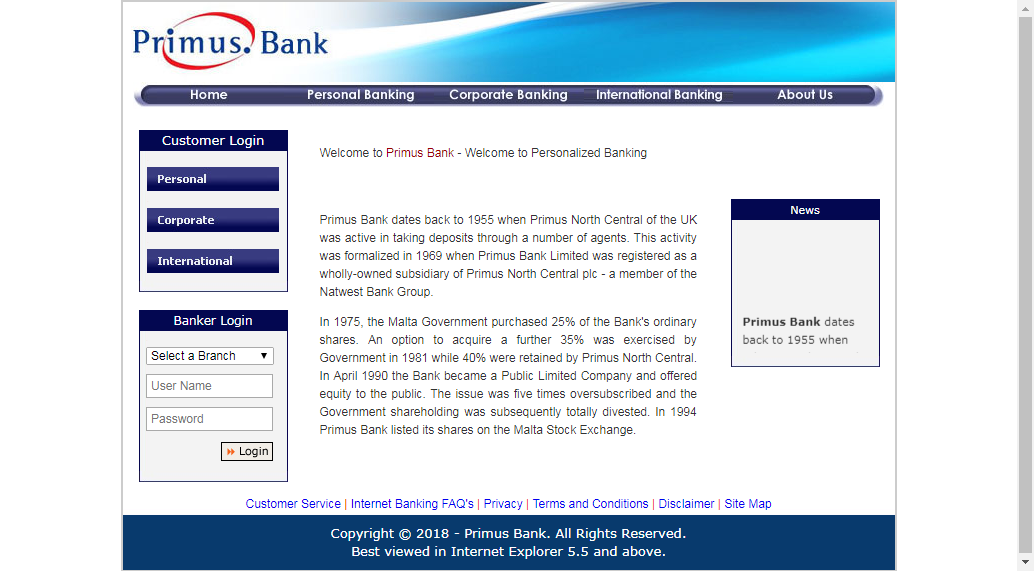 Primus. Bank
Home Personal Banking Corporate Banking International Banking About Us
Customer Login
Personal
Corporate
International
Banker Login
Select a Branch
User Name
Password
Login
Welcome to Primus Bank - Welcome to Personalized Banking
Primus Bank dates back to 1955 when Primus North Central of the UK
was active in taking deposits through a number of agents. This activity
was formalized in 1969 when Primus Bank Limited was registered as a
wholly-owned subsidiary of Primus North Central plc - a member of the
Natwest Bank Group.
In 1975, the Malta Government purchased 25% of the Bank's ordinary
shares. An option to acquire a further 35% was exercised by
Government in 1981 while 40% were retained by Primus North Central.
In April 1990 the Bank became a Public Limited Company and offered
equity to the public. The issue was five times oversubscribed and the
Government shareholding was subsequently totally divested. In 1994
Primus Bank listed its shares on the Malta Stock Exchange.
News
Primus Bank dates
back to 1955 when
Customer Service | Internet Banking FAQ's | Privacy | Terms and Conditions | Disclaimer | Site Map
Copyright © 2018 - Primus Bank. All Rights Reserved.
Best viewed in Internet Explorer 5.5 and above.